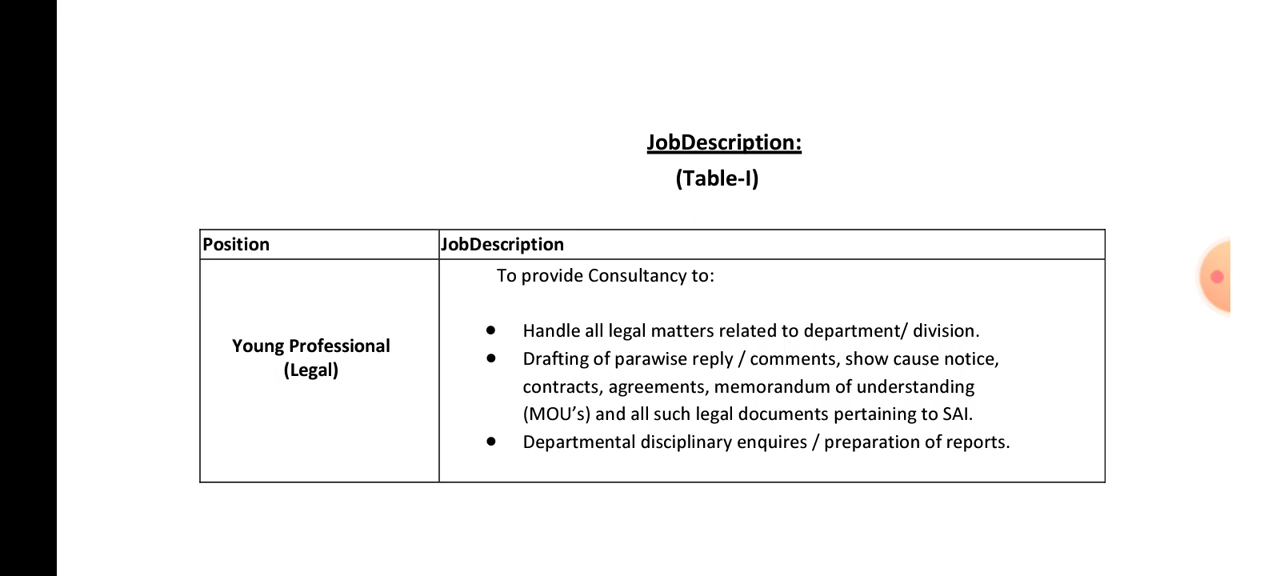 JobDescription:
(Table-I)
Position
JobDescription
To provide Consultancy to:
Young Professional
(Legal)
● Handle all legal matters related to department/ division.
● Drafting of parawise reply / comments, show cause notice,
contracts, agreements, memorandum of understanding
(MOU’s) and all such legal documents pertaining to SAI.
● Departmental disciplinary enquires / preparation of reports.